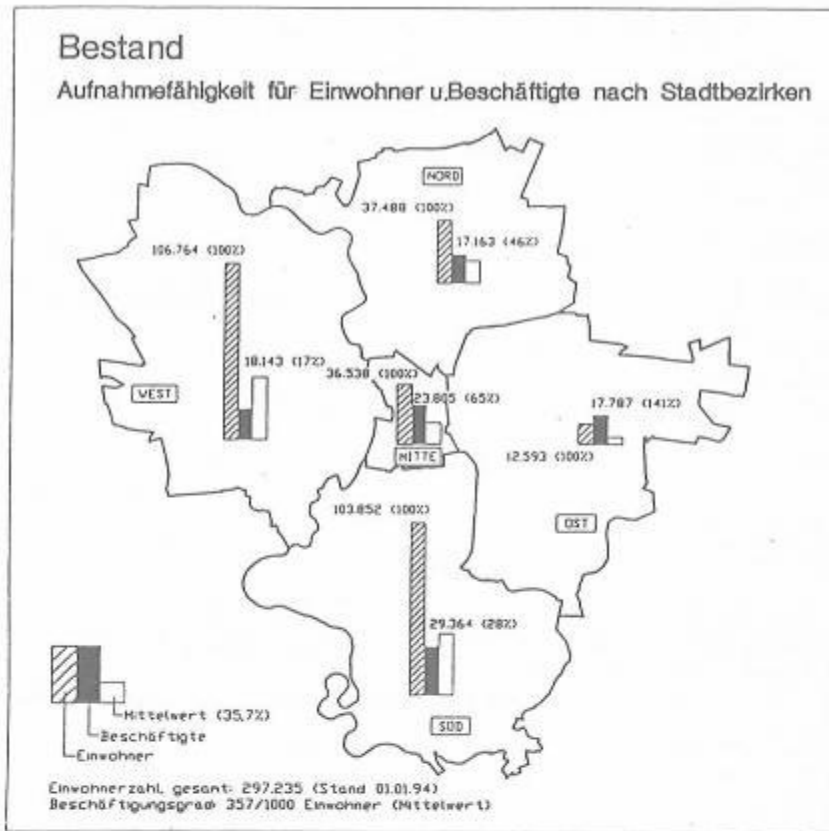 Bestand
Aufnahmefähigkeit für Einwohner u.Beschäftigte nach Stadtbezirken
NORD
37.488 (100%)
17.163 (46%)
106.764 (100%)
18.143 (17%)
WEST
36.538 (100%)
23.805 (65%)
MITTE
17.787 (141%)
12.593 (100%)
OST
103.852 (100%)
29.364 (28%)
SÜD
Mittelwert (35,7%)
Beschäftigte
Einwohner
Einwohnerzahl, gesamt: 297.235 (Stand 01.01.94)
Beschäftigungsgrad: 357/1000 Einwohner (Mittelwert)